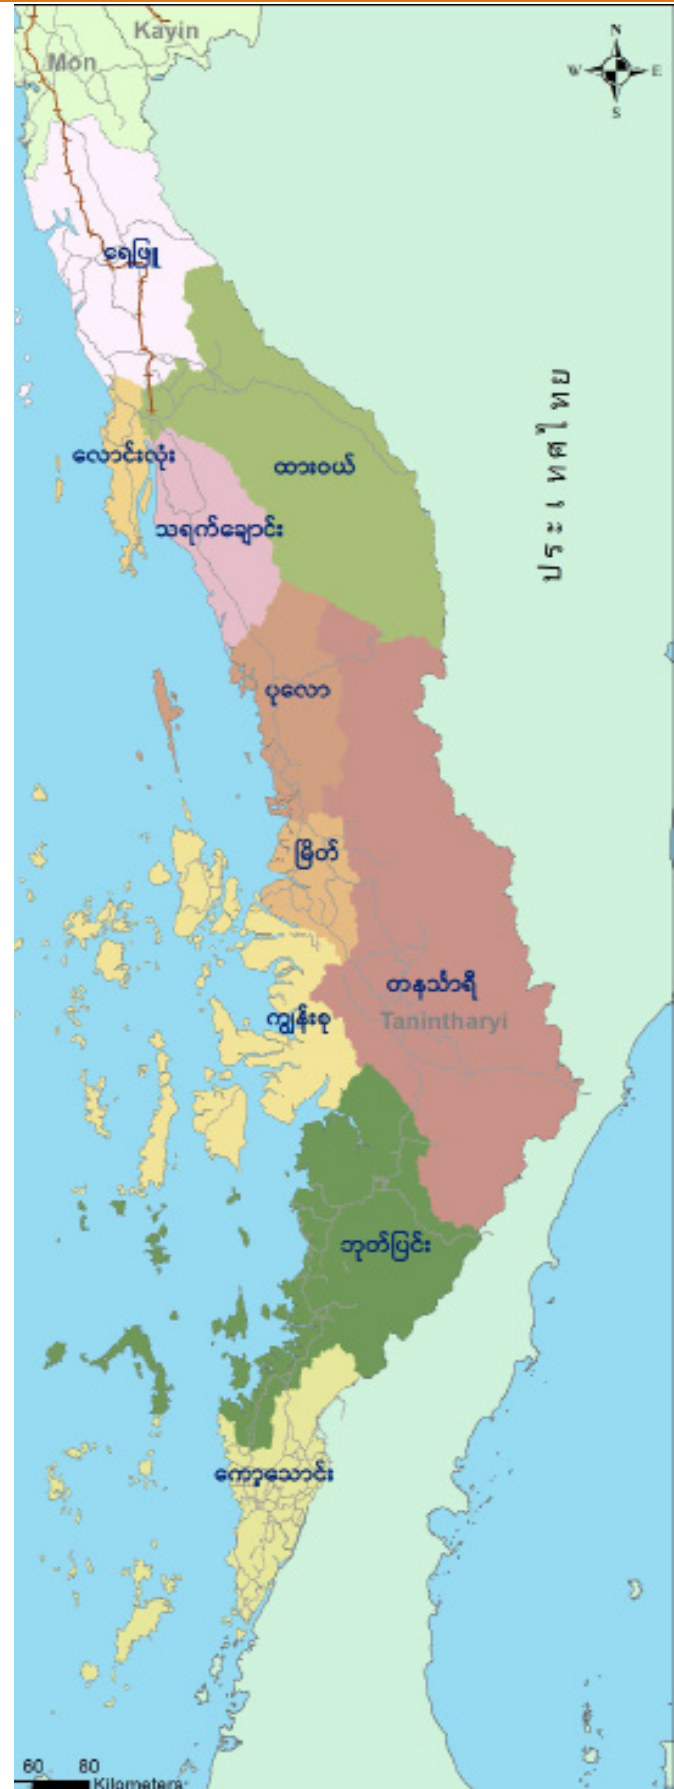 Kayin
Mon
N
W E
S
ရေဖြူ
ประเทศไทย
လောင်းလုံး
ထားဝယ်
သရက်ချောင်း
ပုလော
မြိတ်
တနင်္သာရီ
Tanintharyi
ကျွန်းစု
ဘုတ်ပြင်း
ကော့သောင်း
60 80
Kilometers